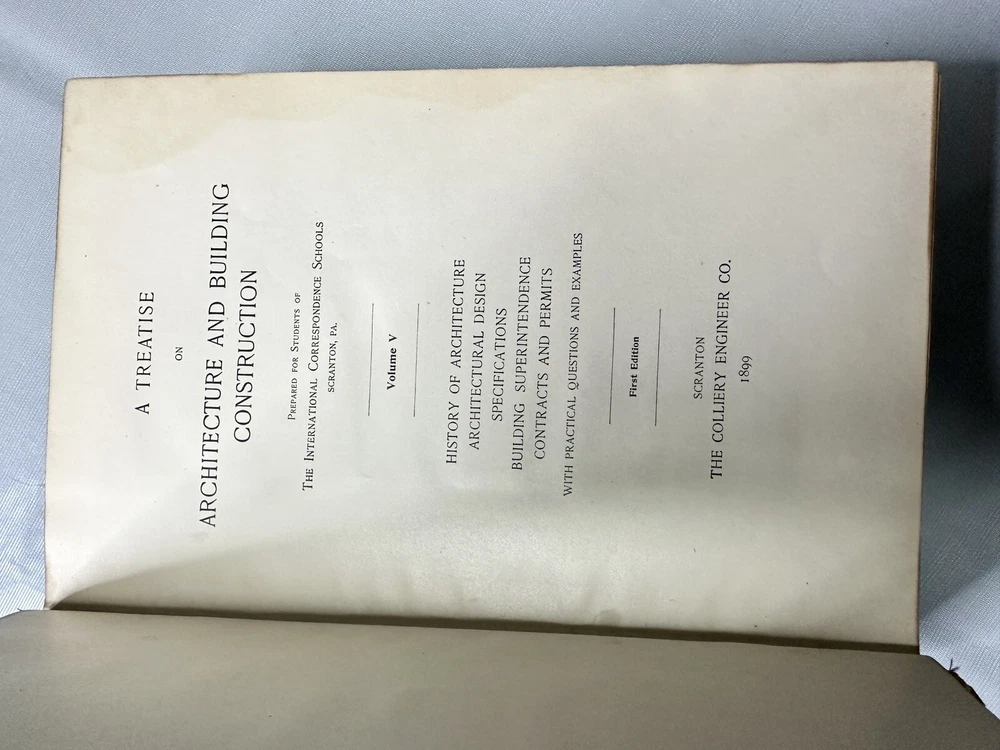 A TREATISE
ON
ARCHITECTURE AND BUILDING
CONSTRUCTION
PREPARED FOR STUDENTS OF
THE INTERNATIONAL CORRESPONDENCE SCHOOLS
SCRANTON, PA.
Volume V
HISTORY OF ARCHITECTURE
ARCHITECTURAL DESIGN
SPECIFICATIONS
BUILDING SUPERINTENDENCE
CONTRACTS AND PERMITS
WITH PRACTICAL QUESTIONS AND EXAMPLES
First Edition
SCRANTON
THE COLLIERY ENGINEER CO.
1899